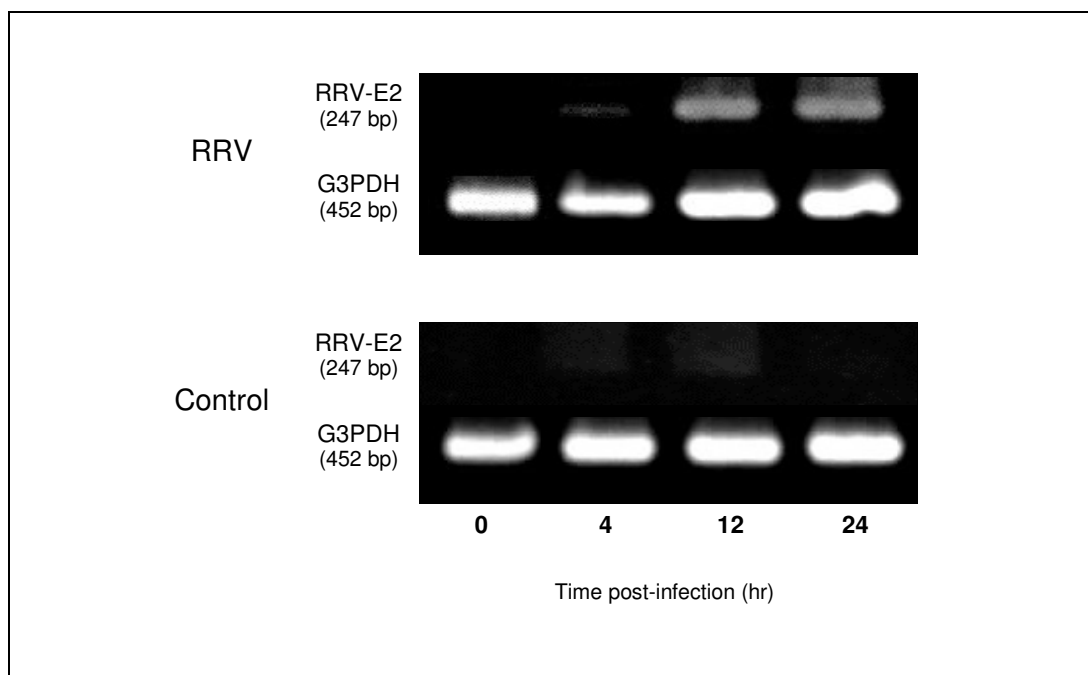 RRV
RRV-E2
(247 bp)
G3PDH
(452 bp)
Control
RRV-E2
(247 bp)
G3PDH
(452 bp)
0 4 12 24
Time post-infection (hr)